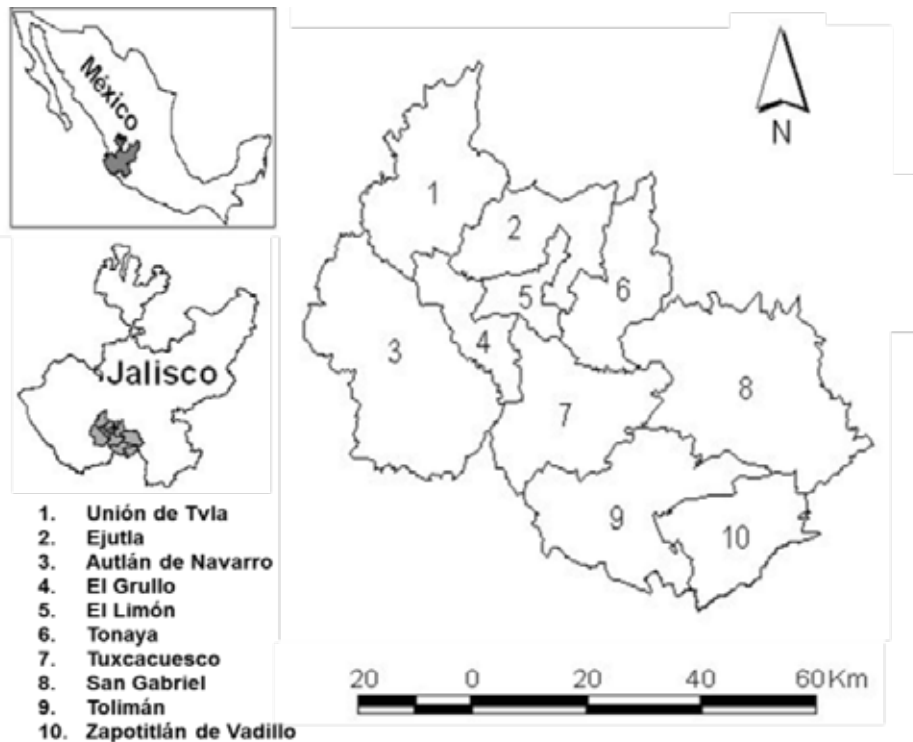 México
N
Jalisco
1
2
3
4
5
6
7
8
9
10
1. Unión de Tvla
2. Ejutla
3. Autlán de Navarro
4. El Grullo
5. El Limón
6. Tonaya
7. Tuxcacuesco
8. San Gabriel
9. Tolimán
10. Zapotitlán de Vadillo
20 0 20 40 60 Km